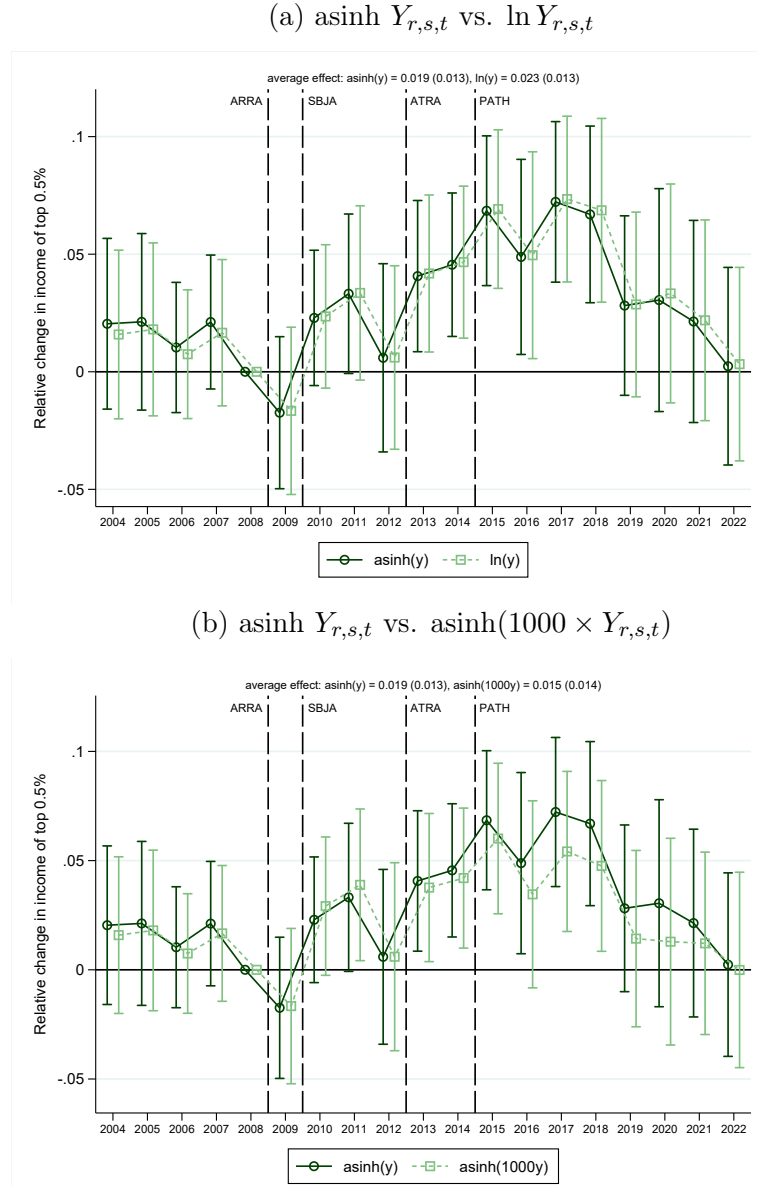 (a) asinh Y_{r,s,t} vs. ln Y_{r,s,t}
average effect: asinh(y) = 0.019 (0.013), ln(y) = 0.023 (0.013)
ARRA SBJA ATRA PATH
Relative change in income of top 0.5%
.1
.05
0
-.05
2004 2005 2006 2007 2008 2009 2010 2011 2012 2013 2014 2015 2016 2017 2018 2019 2020 2021 2022
asinh(y) ln(y)
(b) asinh Y_{r,s,t} vs. asinh(1000 × Y_{r,s,t})
average effect: asinh(y) = 0.019 (0.013), asinh(1000y) = 0.015 (0.014)
ARRA SBJA ATRA PATH
Relative change in income of top 0.5%
.1
.05
0
-.05
2004 2005 2006 2007 2008 2009 2010 2011 2012 2013 2014 2015 2016 2017 2018 2019 2020 2021 2022
asinh(y) asinh(1000y)